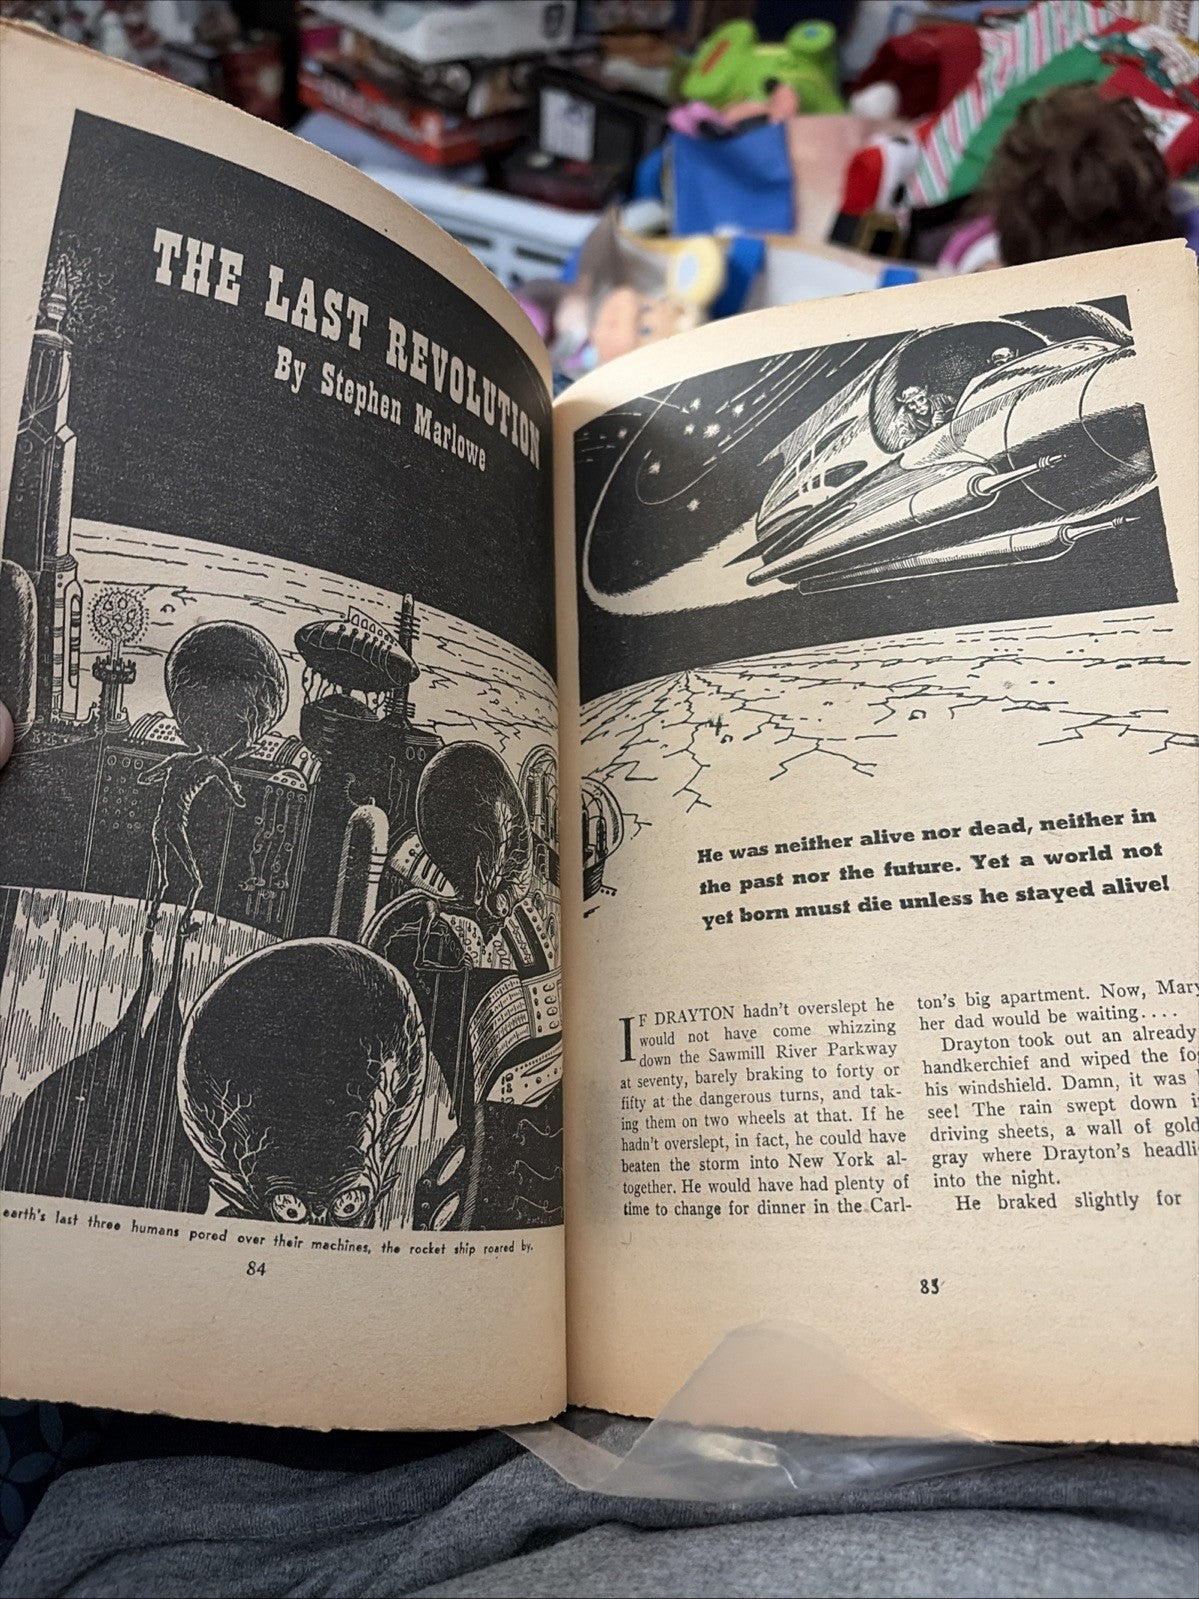 THE LAST REVOLUTION
By Stephen Marlowe
earth's last three humans pored over their machines, the rocket ship roared by.
84
He was neither alive nor dead, neither in
the past nor the future. Yet a world not
yet born must die unless he stayed alive!
IF DRAYTON hadn't overslept he
would not have come whizzing
down the Sawmill River Parkway
at seventy, barely braking to forty or
fifty at the dangerous turns, and tak-
ing them on two wheels at that. If he
hadn't overslept, in fact, he could have
beaten the storm into New York al-
together. He would have had plenty of
time to change for dinner in the Carl-
ton's big apartment. Now, Mary
her dad would be waiting....
Drayton took out an already
handkerchief and wiped the
his windshield. Damn, it was
see! The rain swept down
driving sheets, a wall of gold
gray where Drayton's
into the night.
He braked slightly for
85